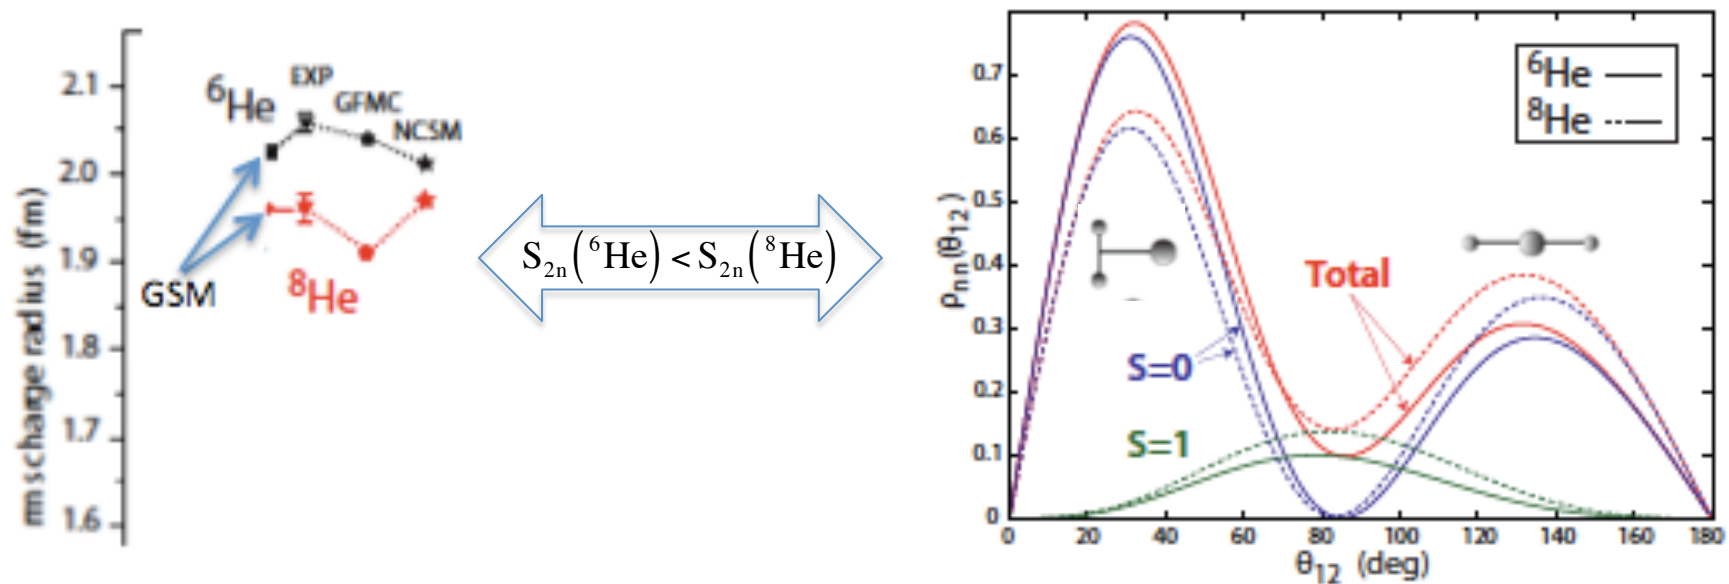 rms charge radius (fm)
2.1
2.0
1.9
1.8
1.7
1.6
⁶He
EXP
GFMC
NCSM
GSM
⁸He
S₂ₙ(⁶He) < S₂ₙ(⁸He)
ρₙₙ(θ₁₂)
0.7
0.6
0.5
0.4
0.3
0.2
0.1
0
⁶He
⁸He
Total
S=0
S=1
0 20 40 60 80 100 120 140 160 180
θ₁₂ (deg)